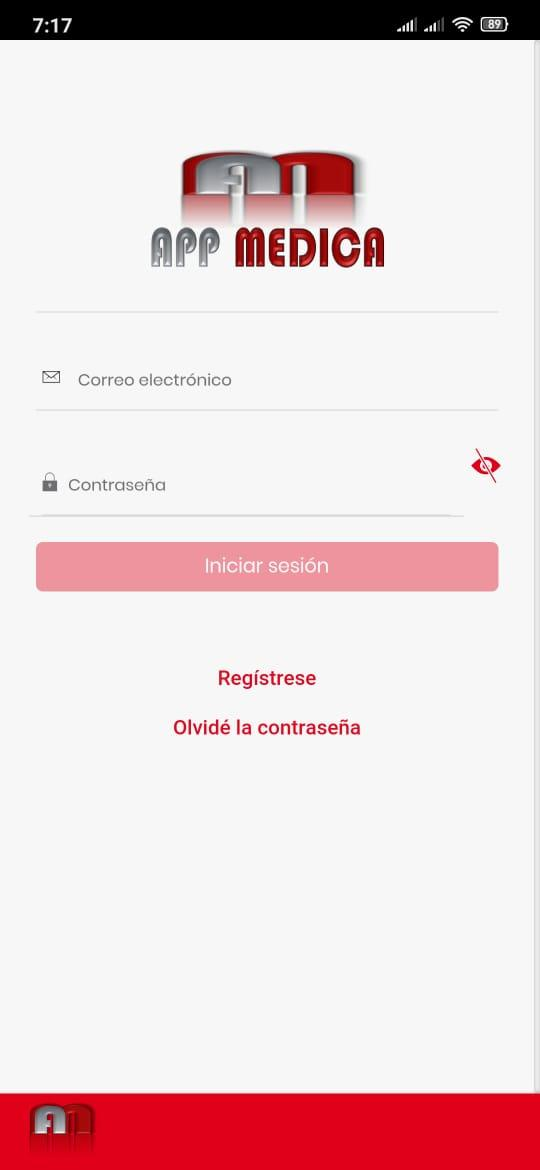 7:17
89
APP MEDICA
Correo electrónico
Contraseña
Iniciar sesión
Regístrese
Olvidé la contraseña